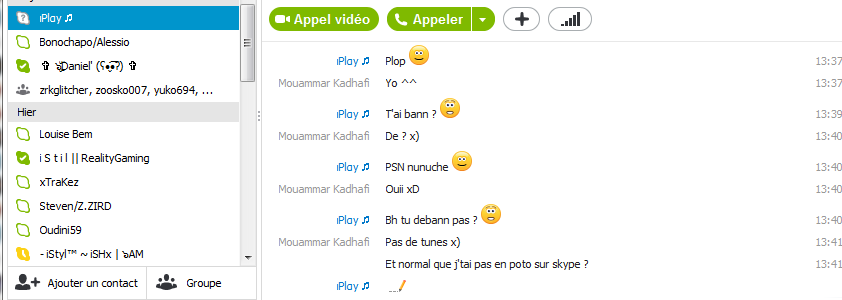 iPlay ♫
Bonochapo/Alessio
zrkglitcher, zoosko007, yuko694, ...
Hier
Louise Bem
i S t i l || RealityGaming
xTraKez
Steven/Z.ZIRD
Oudini59
- iStyl™ ~ iSHx | ъAM
Ajouter un contact
Groupe
Appel vidéo
Appeler
iPlay ♫ Plop 13:37
Mouammar Kadhafi Yo ^^ 13:37
iPlay ♫ T'ai bann ? 13:39
Mouammar Kadhafi De ? x) 13:40
iPlay ♫ PSN nunuche 13:40
Mouammar Kadhafi Ouii xD 13:40
iPlay ♫ Bh tu debann pas ? 13:40
Mouammar Kadhafi Pas de tunes x) 13:41
Et normal que j'tai pas en poto sur skype ? 13:41
iPlay ♫